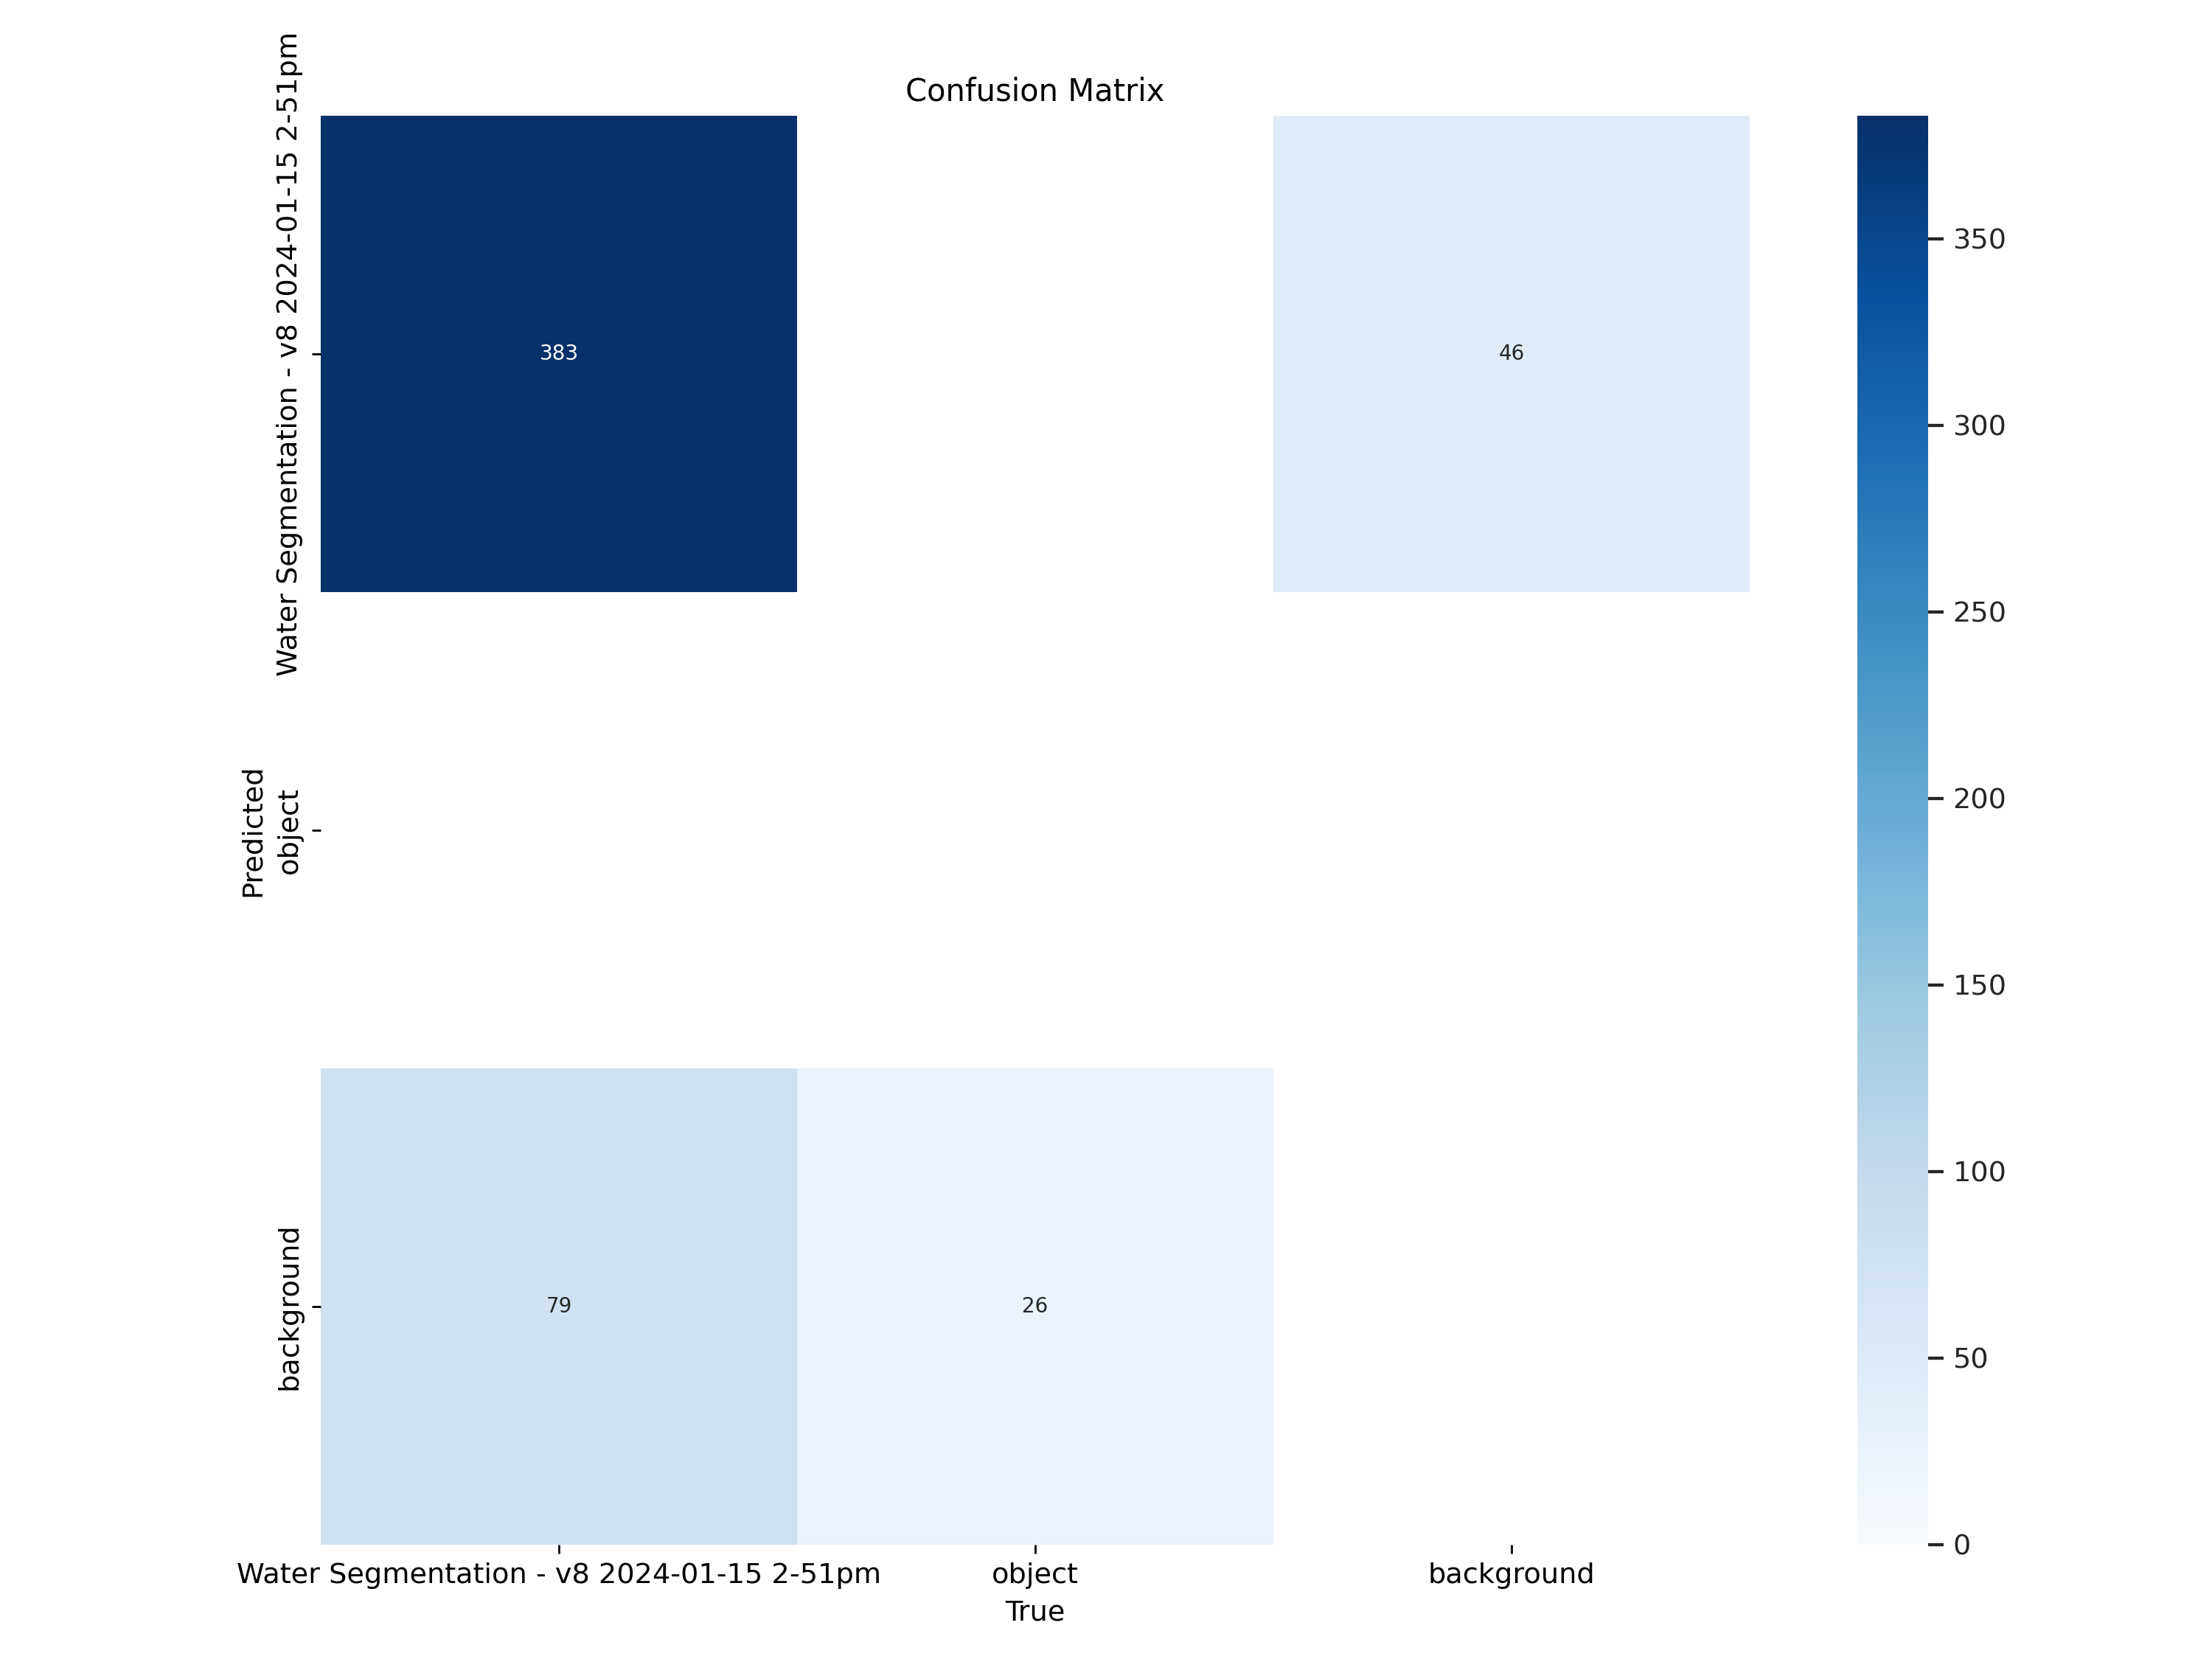 Confusion Matrix
Water Segmentation - v8 2024-01-15 2-51pm
object
background
Predicted
383
46
79
26
Water Segmentation - v8 2024-01-15 2-51pm
object
background
True
350
300
250
200
150
100
50
0